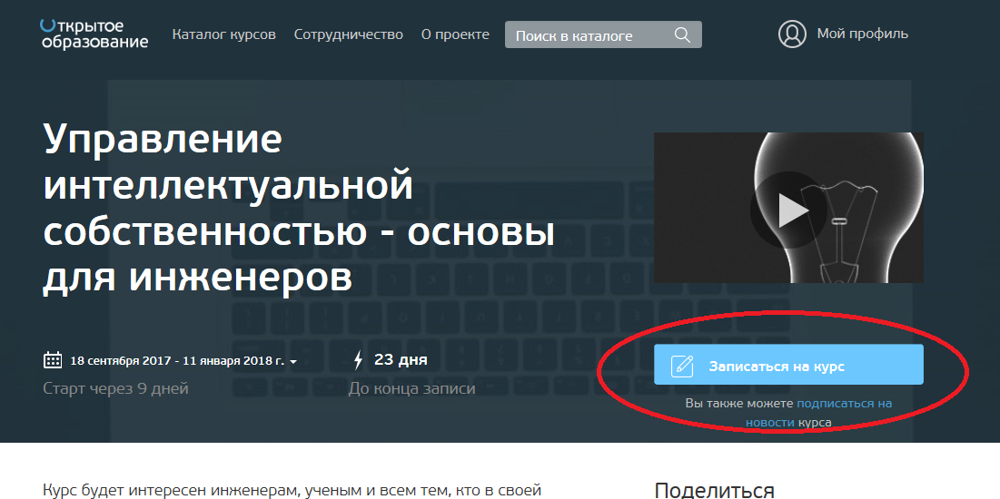 Открытое
образование
Каталог курсов Сотрудничество О проекте Поиск в каталоге Мой профиль
Управление
интеллектуальной
собственностью - основы
для инженеров
18 сентября 2017 - 11 января 2018 г.
Старт через 9 дней
23 дня
До конца записи
Записаться на курс
Вы также можете подписаться на
новости курса
Курс будет интересен инженерам, ученым и всем тем, кто в своей
Поделиться